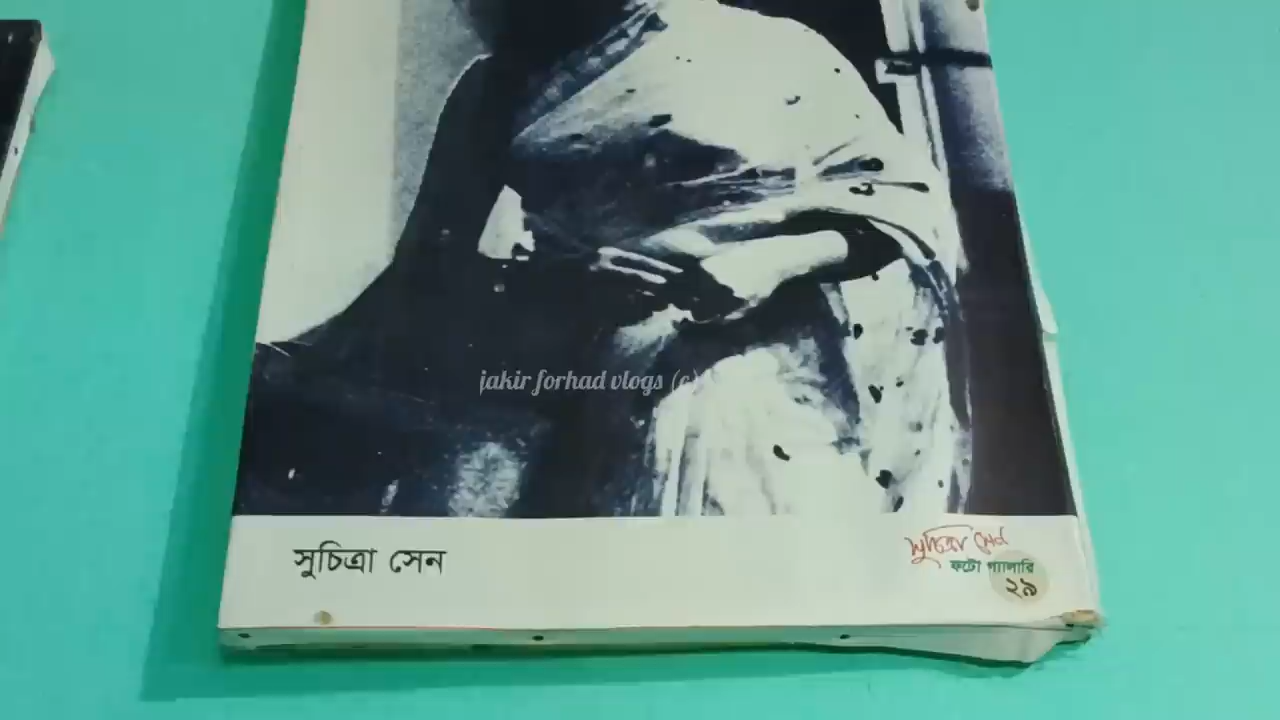 jakir forhad vlogs (c)
সুচিত্রা সেন
সুচিত্রা সেন
ফটো গ্যালারি
২৯